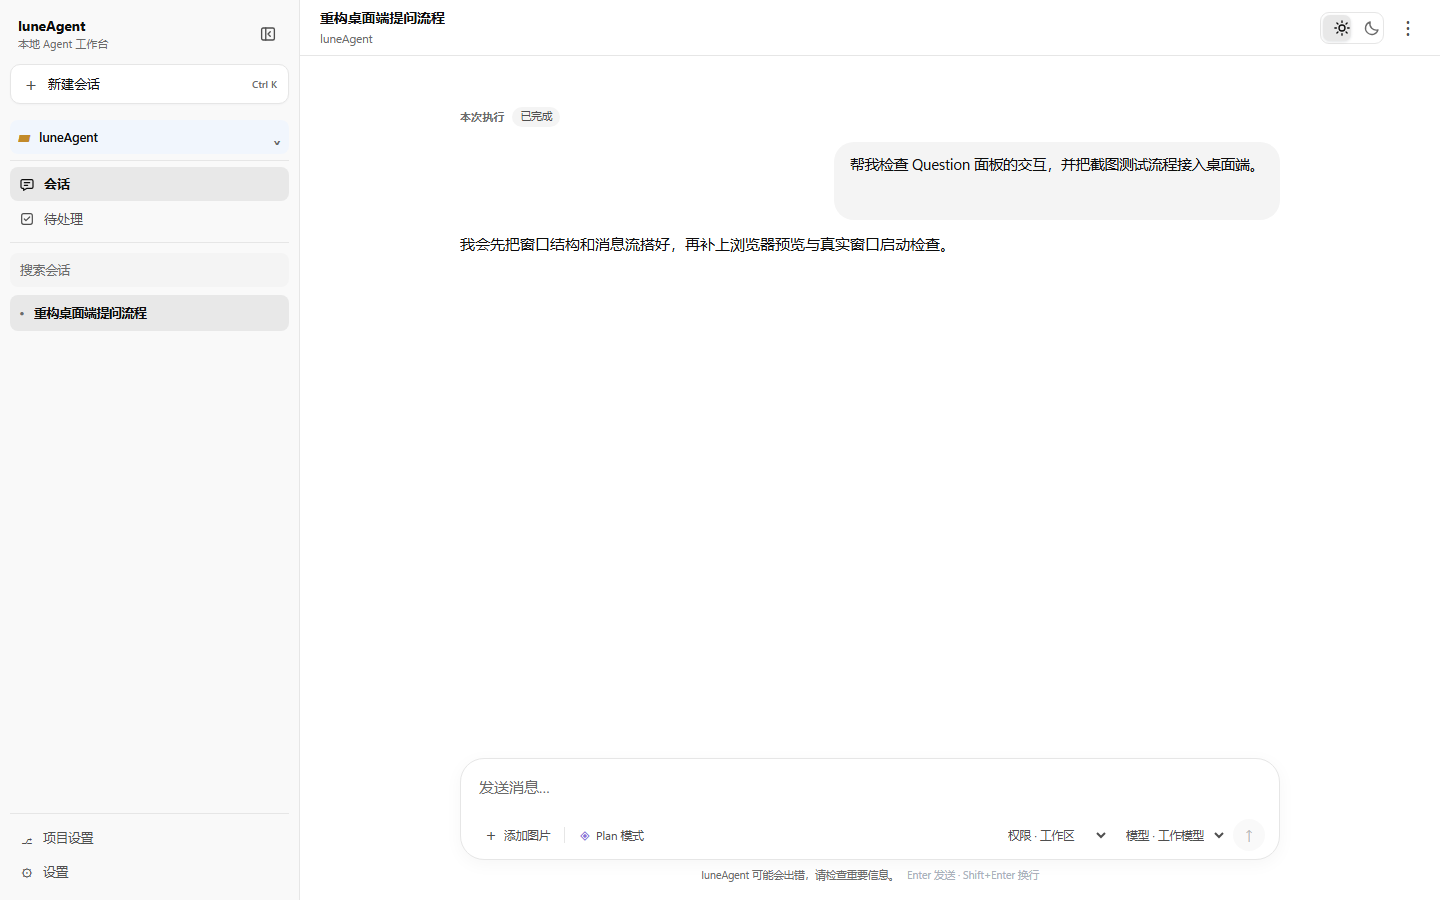 luneAgent
本地 Agent 工作台
+ 新建会话 Ctrl K
luneAgent
会话
待处理
搜索会话
• 重构桌面端提问流程
项目设置
设置
重构桌面端提问流程
luneAgent
本次执行 已完成
帮我检查 Question 面板的交互，并把截图测试流程接入桌面端。
我会先把窗口结构和消息流搭好，再补上浏览器预览与真实窗口启动检查。
发送消息...
+ 添加图片 Plan 模式 权限 · 工作区 模型 · 工作模型 ↑
luneAgent 可能会出错，请检查重要信息。 Enter 发送 · Shift+Enter 换行